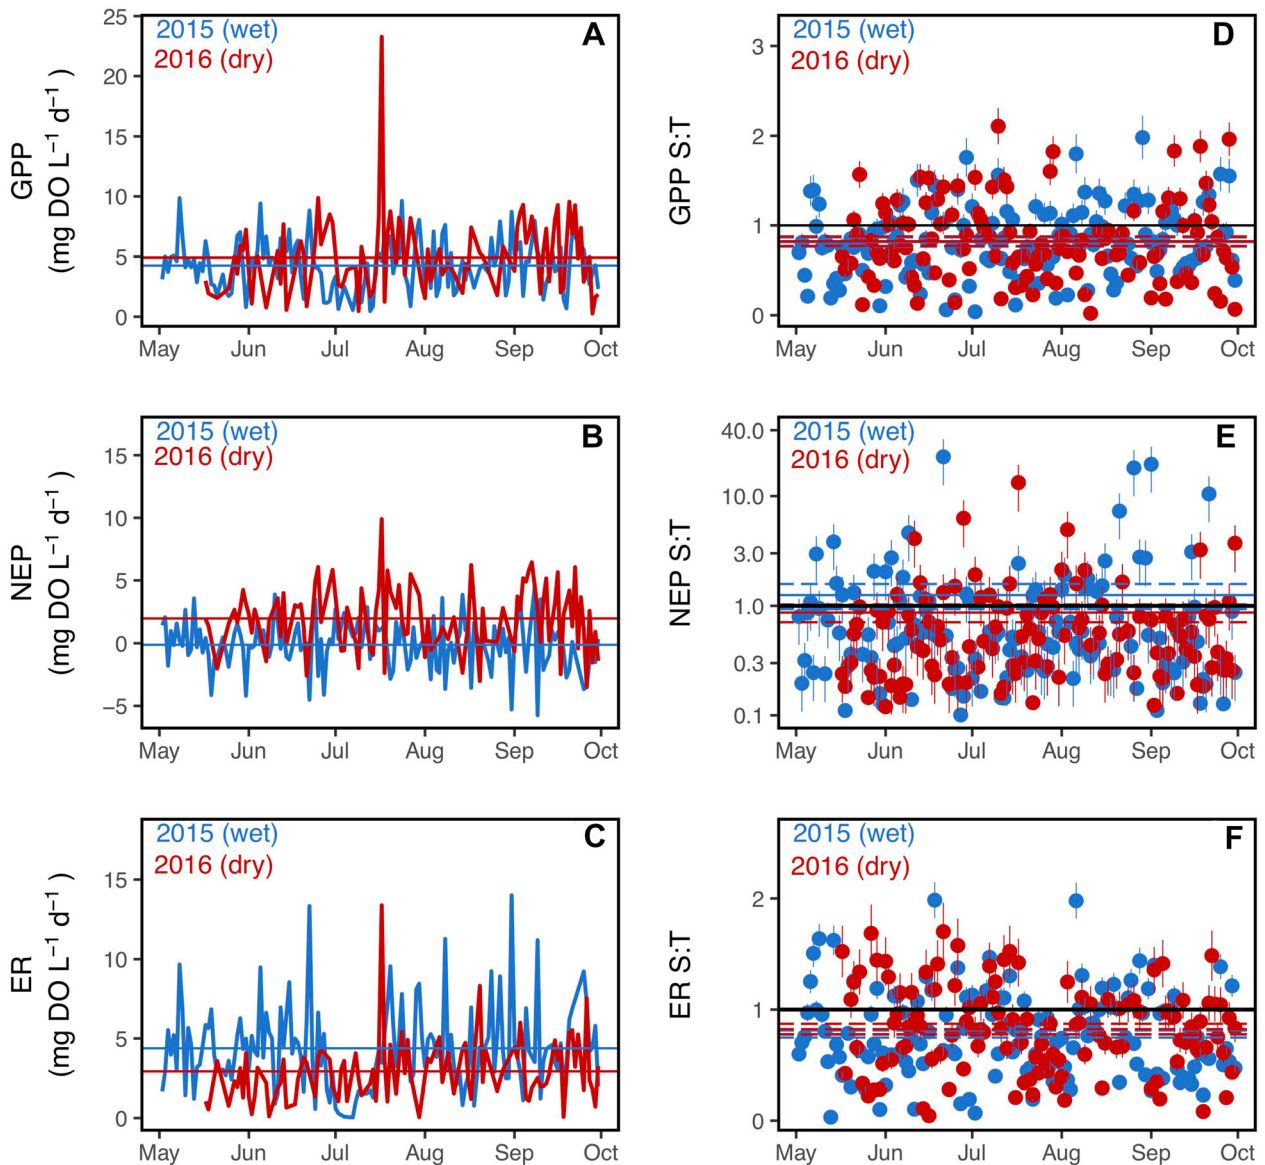 2015 (wet)
2016 (dry)
A
GPP
(mg DO L⁻¹ d⁻¹ )
25
20
15
10
5
0
May Jun Jul Aug Sep Oct
2015 (wet)
2016 (dry)
D
GPP S:T
3
2
1
0
May Jun Jul Aug Sep Oct
2015 (wet)
2016 (dry)
B
NEP
(mg DO L⁻¹ d⁻¹ )
15
10
5
0
−5
May Jun Jul Aug Sep Oct
2015 (wet)
2016 (dry)
E
NEP S:T
40.0
10.0
3.0
1.0
0.3
0.1
May Jun Jul Aug Sep Oct
2015 (wet)
2016 (dry)
C
ER
(mg DO L⁻¹ d⁻¹ )
15
10
5
0
May Jun Jul Aug Sep Oct
2015 (wet)
2016 (dry)
F
ER S:T
2
1
0
May Jun Jul Aug Sep Oct